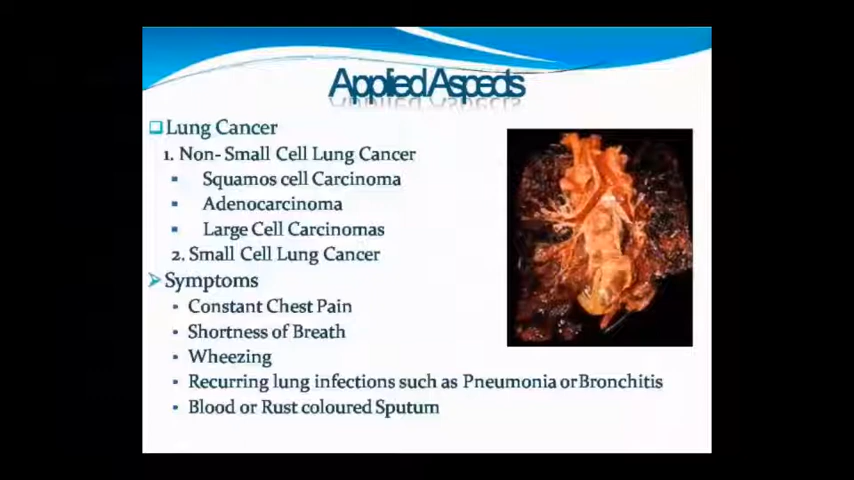 Applied Aspects
Lung Cancer
1. Non- Small Cell Lung Cancer
Squamos cell Carcinoma
Adenocarcinoma
Large Cell Carcinomas
2. Small Cell Lung Cancer
Symptoms
Constant Chest Pain
Shortness of Breath
Wheezing
Recurring lung infections such as Pneumonia or Bronchitis
Blood or Rust coloured Sputum